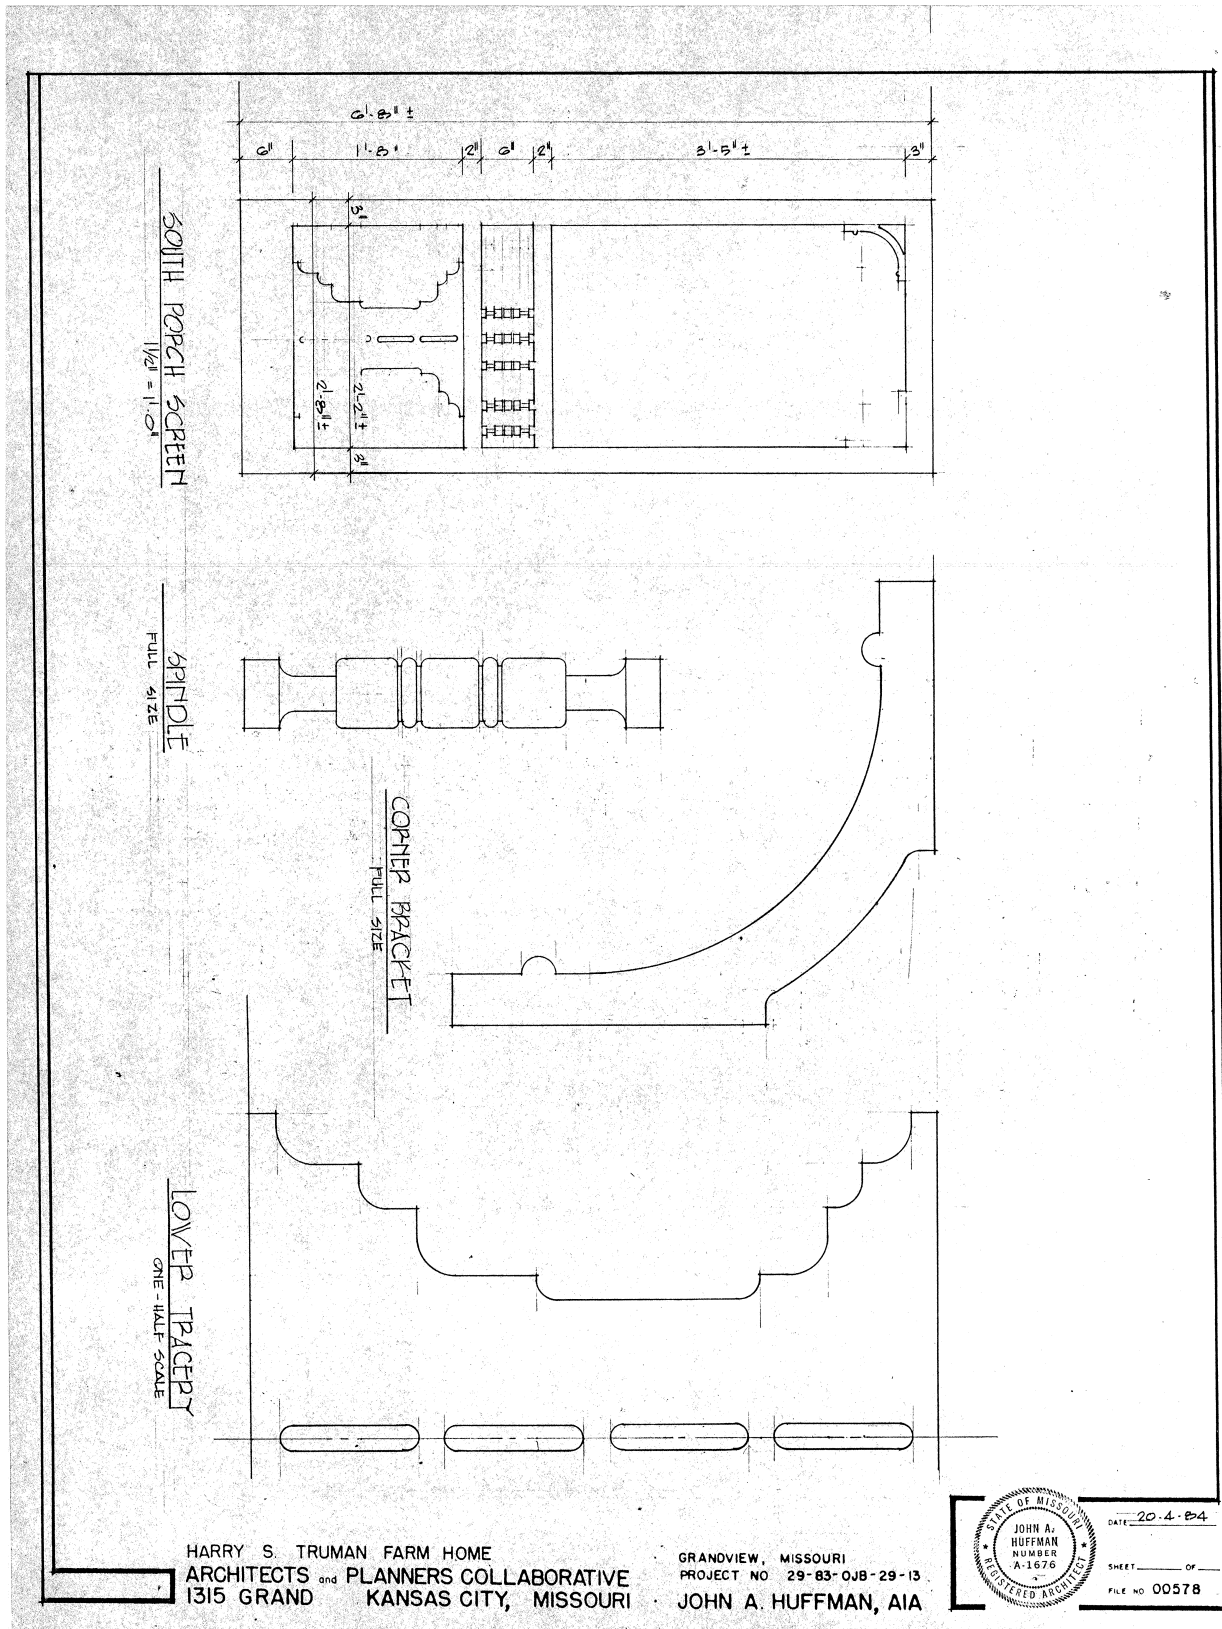 6'-8" ±
6" 1'-8" 2" 6" 2" 3'-5" ± 3"
3"
2'-8" ±
2'-2" ±
3"
SOUTH PORCH SCREEN
1 1/2" = 1'-0"
SPINDLE
FULL SIZE
CORNER BRACKET
FULL SIZE
LOWER TRACERY
ONE-HALF SCALE
HARRY S. TRUMAN FARM HOME
ARCHITECTS and PLANNERS COLLABORATIVE
1315 GRAND KANSAS CITY, MISSOURI
GRANDVIEW, MISSOURI
PROJECT NO 29-83-OJB-29-13
JOHN A. HUFFMAN, AIA
STATE OF MISSOURI
JOHN A.
HUFFMAN
NUMBER
A-1676
REGISTERED ARCHITECT
DATE 20-4-84
SHEET OF
FILE NO 00578